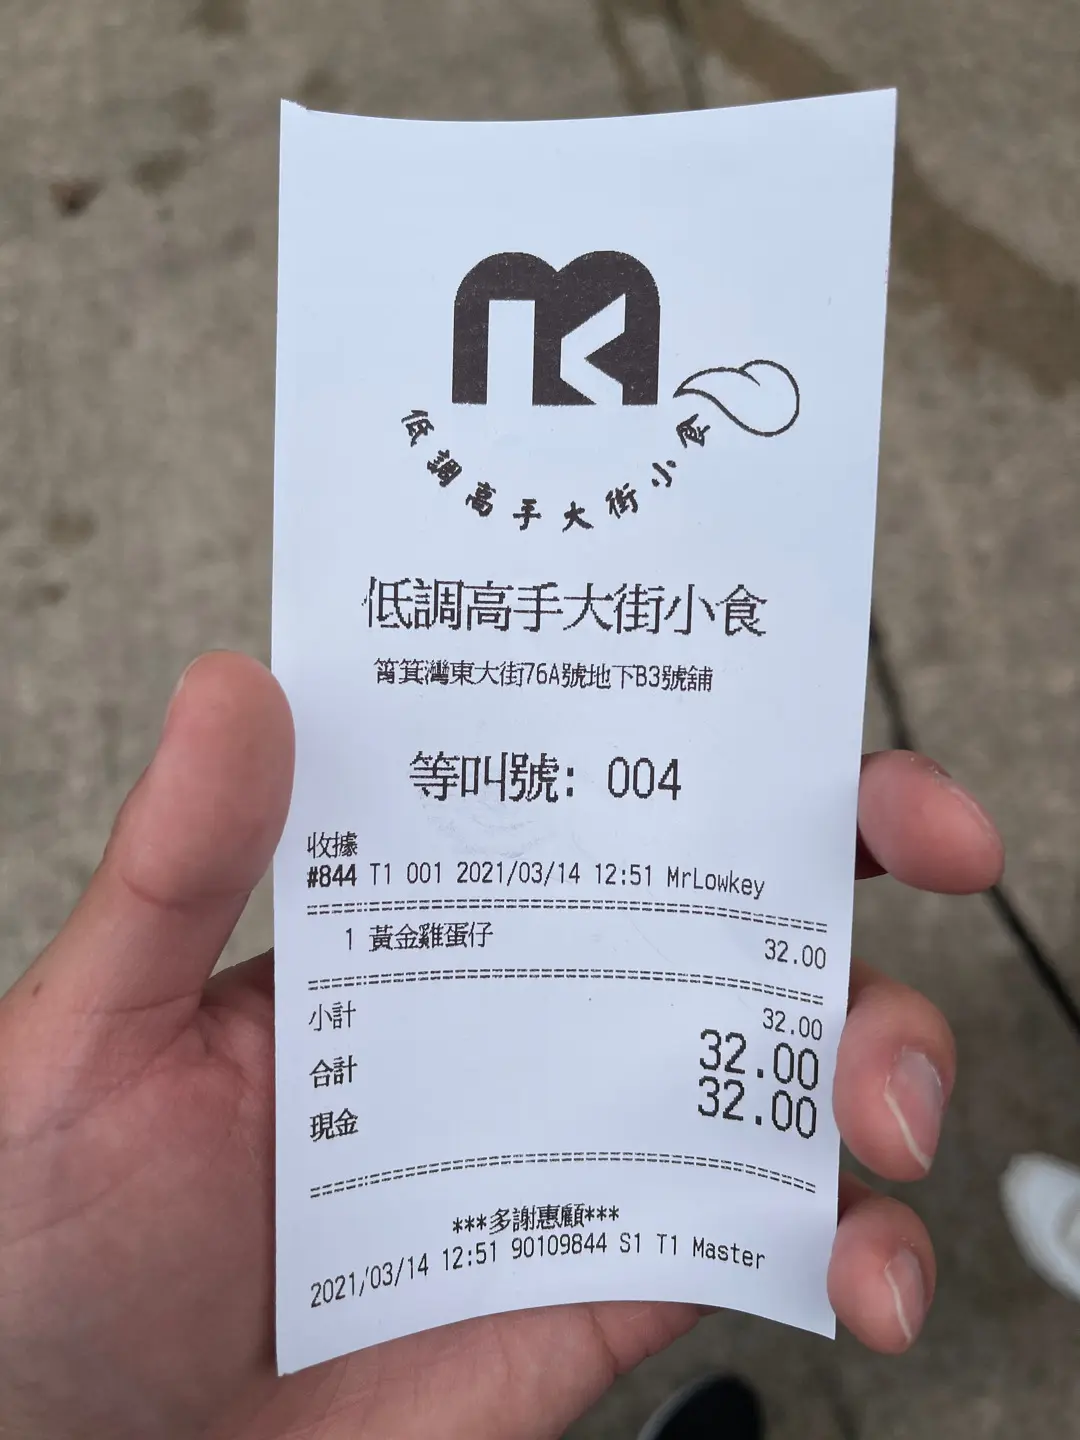 低調高手大街小食
低調高手大街小食
筲箕灣東大街76A號地下B3號舖
等叫號: 004
收據
#844 T1 001 2021/03/14 12:51 MrLowkey
1 黃金雞蛋仔 32.00
小計 32.00
合計 32.00
現金 32.00
***多謝惠顧***
2021/03/14 12:51 90109844 S1 T1 Master